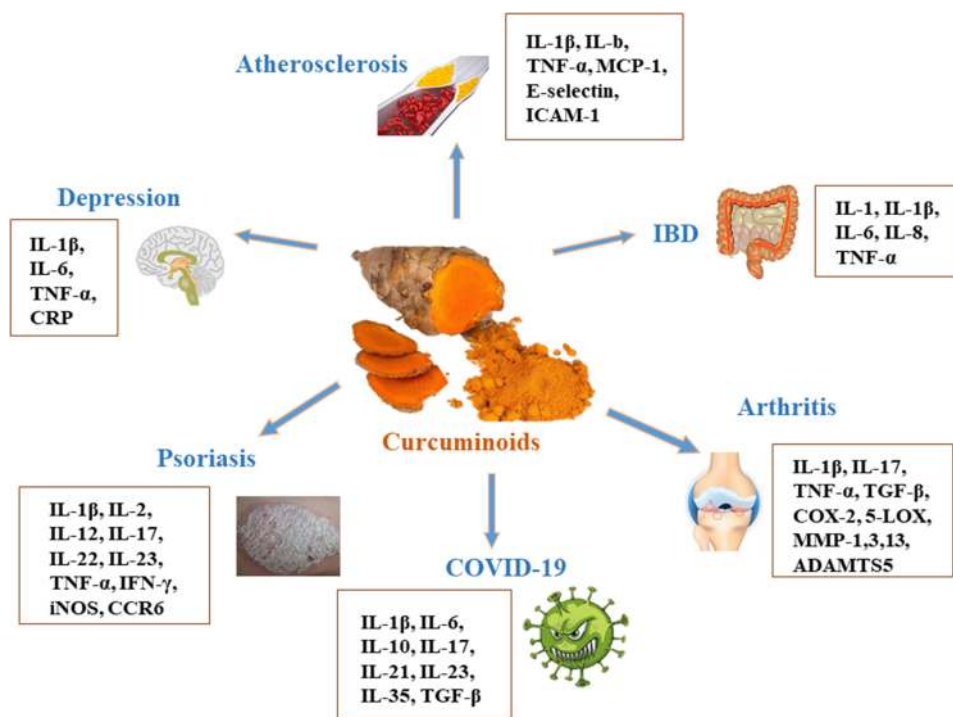 Atherosclerosis
IL-1β, IL-b,
TNF-α, MCP-1,
E-selectin,
ICAM-1
Depression
IL-1β,
IL-6,
TNF-α,
CRP
IBD
IL-1, IL-1β,
IL-6, IL-8,
TNF-α
Curcuminoids
Arthritis
IL-1β, IL-17,
TNF-α, TGF-β,
COX-2, 5-LOX,
MMP-1,3,13,
ADAMTS5
Psoriasis
IL-1β, IL-2,
IL-12, IL-17,
IL-22, IL-23,
TNF-α, IFN-γ,
iNOS, CCR6
COVID-19
IL-1β, IL-6,
IL-10, IL-17,
IL-21, IL-23,
IL-35, TGF-β